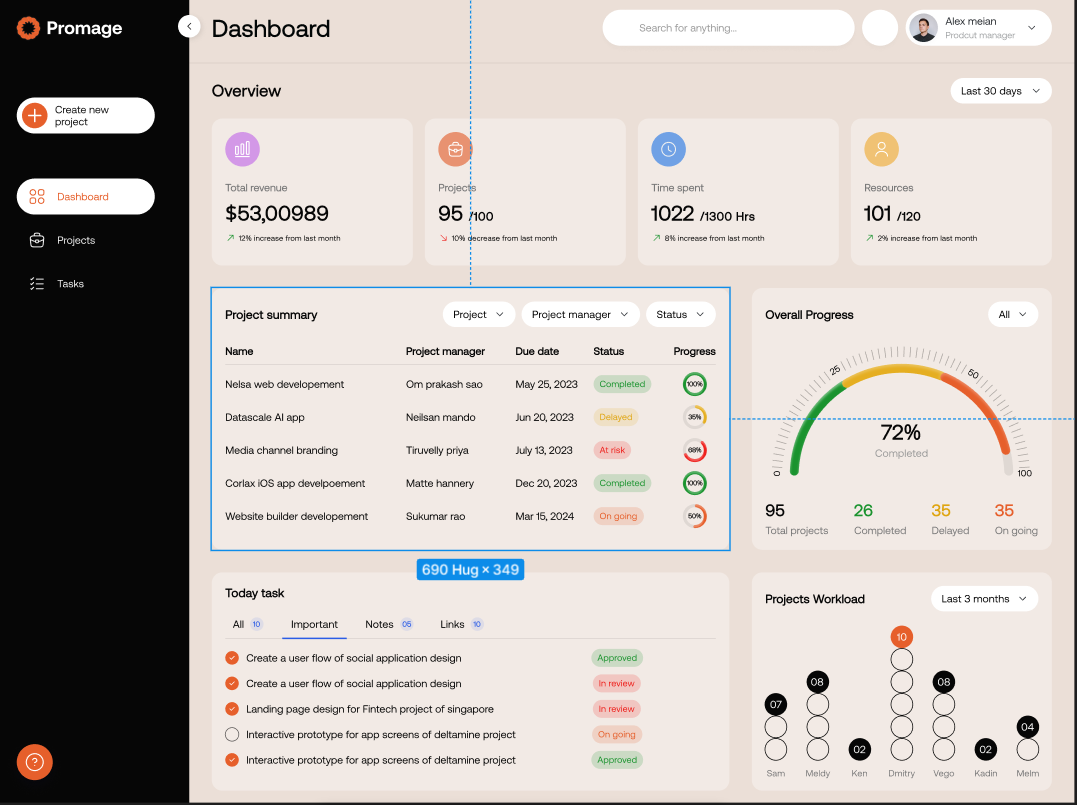 Promage
Dashboard
Search for anything...
Alex meian
Prodcut manager
Create new
project
Dashboard
Projects
Tasks
Overview
Last 30 days
Total revenue
$53,00989
12% increase from last month
Projects
95 /100
10% decrease from last month
Time spent
1022 /1300 Hrs
8% increase from last month
Resources
101 /120
2% increase from last month
Project summary
Project
Project manager
Status
Name Project manager Due date Status Progress
Nelsa web developement Om prakash sao May 25, 2023 Completed 100%
Datascale AI app Neilsan mando Jun 20, 2023 Delayed 35%
Media channel branding Tiruvelly priya July 13, 2023 At risk 68%
Corlax iOS app develpoement Matte hannery Dec 20, 2023 Completed 100%
Website builder developement Sukumar rao Mar 15, 2024 On going 50%
690 Hug × 349
Overall Progress
All
0
25
50
100
72%
Completed
95 26 35 35
Total projects Completed Delayed On going
Today task
All 10 Important Notes 05 Links 10
Create a user flow of social application design Approved
Create a user flow of social application design In review
Landing page design for Fintech project of singapore In review
Interactive prototype for app screens of deltamine project On going
Interactive prototype for app screens of deltamine project Approved
Projects Workload
Last 3 months
07 08 02 10 08 02 04
Sam Meldy Ken Dmitry Vego Kadin Melm
?